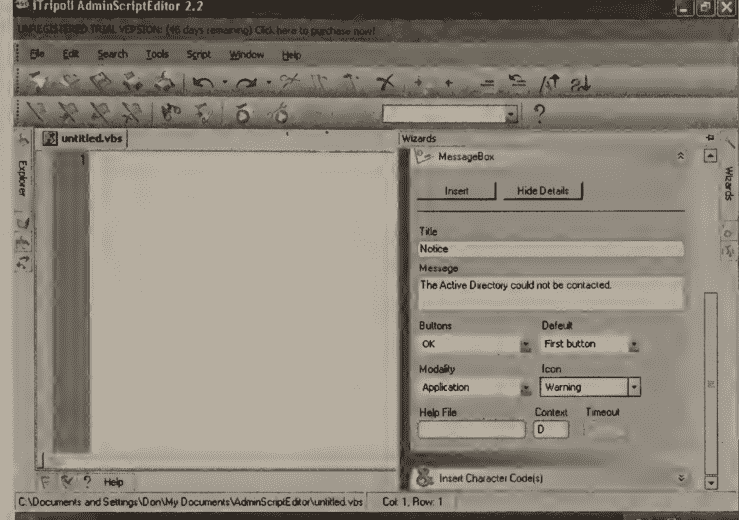 iTripoli AdminScriptEditor 2.2
UNREGISTERED TRIAL VERSION: (46 days remaining) Click here to purchase now!
File Edit Search Tools Script Window Help
?
untitled.vbs
Wizards
1
MessageBox
Explorer
Wizards
Insert Hide Details
Title
Notice
Message
The Active Directory could not be contacted.
Buttons Default
OK First button
Modality Icon
Application Warning
Help File Context Timeout
D
? Help
Insert Character Code(s)
C:\Documents and Settings\Don\My Documents\AdminScriptEditor\untitled.vbs Col: 1, Row: 1